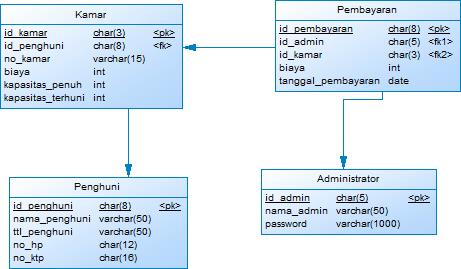 Kamar
id_kamar char(3) <pk>
id_penghuni char(8) <fk>
no_kamar varchar(15)
biaya int
kapasitas_penuh int
kapasitas_terhuni int
Pembayaran
id_pembayaran char(8) <pk>
id_admin char(5) <fk1>
id_kamar char(3) <fk2>
biaya int
tanggal_pembayaran date
Penghuni
id_penghuni char(8) <pk>
nama_penghuni varchar(50)
ttl_penghuni varchar(50)
no_hp char(12)
no_ktp char(16)
Administrator
id_admin char(5) <pk>
nama_admin varchar(50)
password varchar(1000)